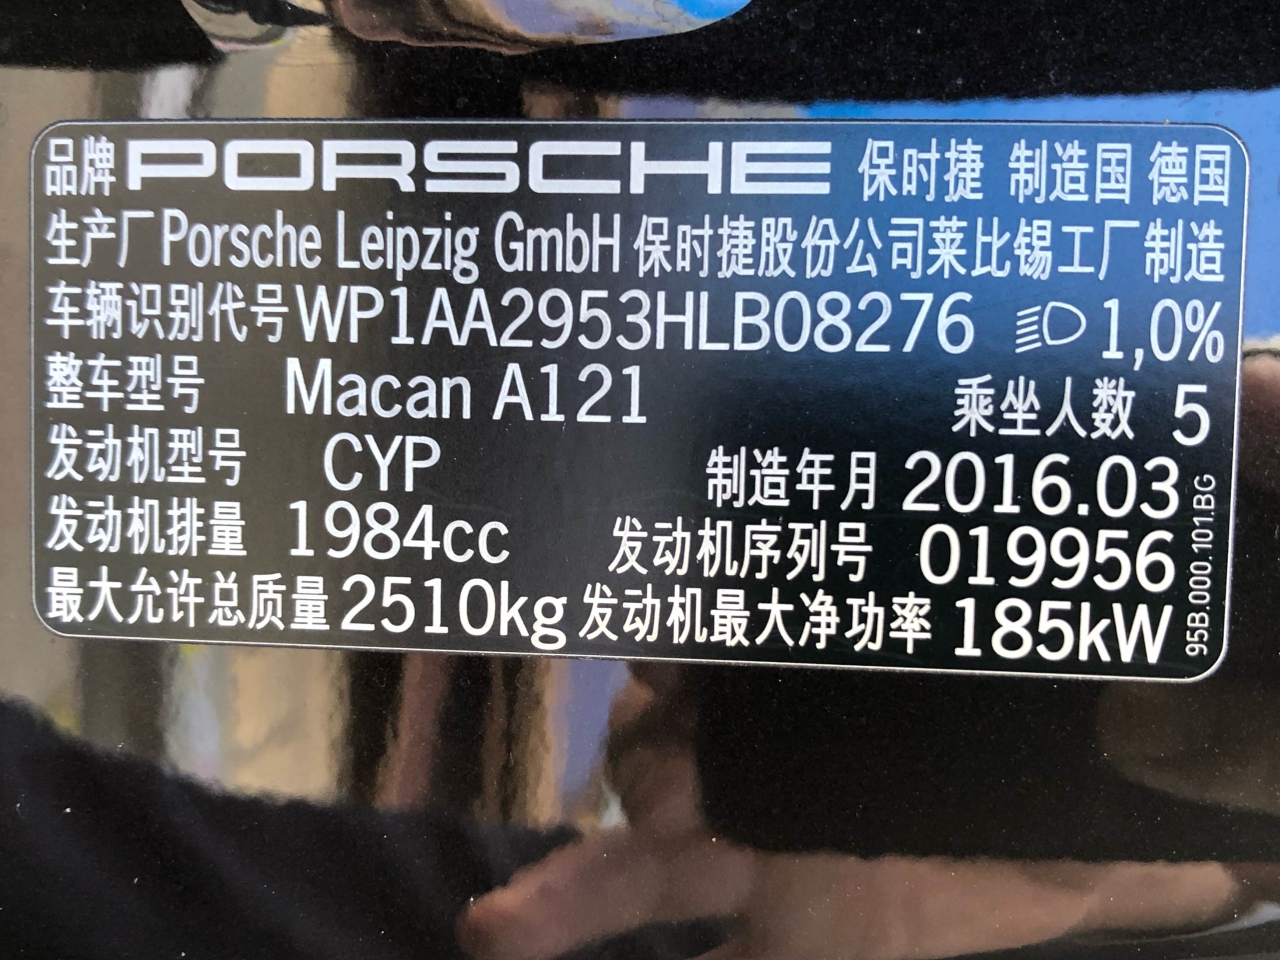 品牌 PORSCHE 保时捷 制造国 德国
生产厂 Porsche Leipzig GmbH 保时捷股份公司莱比锡工厂制造
车辆识别代号 WP1AA2953HLB08276 1,0%
整车型号 Macan A121 乘坐人数 5
发动机型号 CYP 制造年月 2016.03
发动机排量 1984cc 发动机序列号 019956
最大允许总质量 2510kg 发动机最大净功率 185kW
95B.000.101.BG